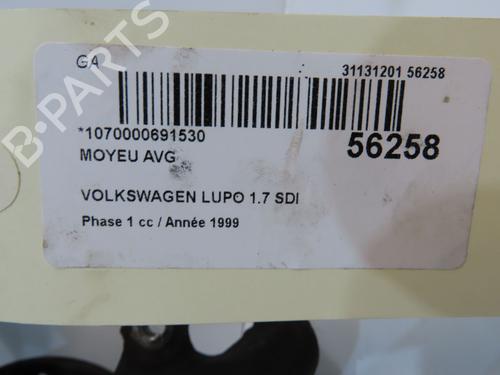 GA
31131201 56258
*1070000691530
56258
MOYEU AVG
VOLKSWAGEN LUPO 1.7 SDI
Phase 1 cc / Année 1999
B-PARTS